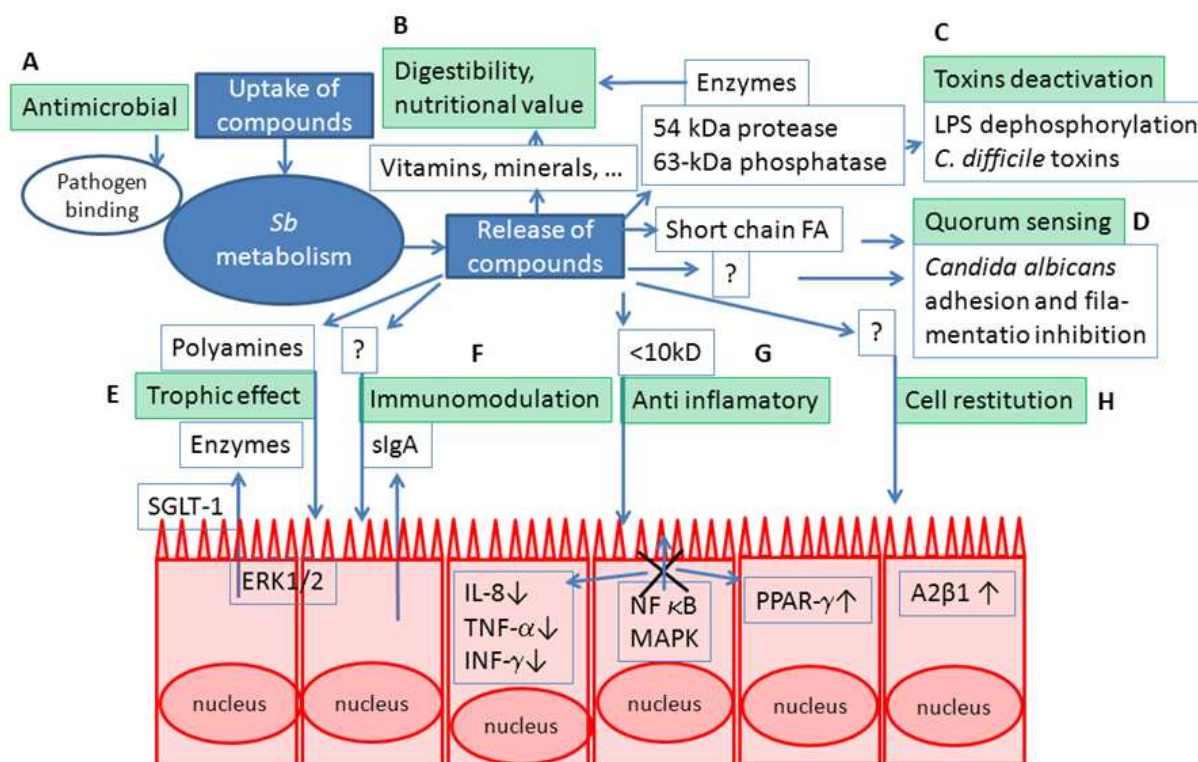 A
Antimicrobial
Pathogen
binding
Uptake of
compounds
Sb
metabolism
B
Digestibility,
nutritional value
Vitamins, minerals, ...
Release of
compounds
Enzymes
54 kDa protease
63-kDa phosphatase
C
Toxins deactivation
LPS dephosphorylation
C. difficile toxins
Short chain FA
?
Quorum sensing
D
Candida albicans
adhesion and fila-
mentatio inhibition
Polyamines
E
Trophic effect
Enzymes
SGLT-1
ERK1/2
?
F
Immunomodulation
sIgA
<10kD
G
Anti inflamatory
?
Cell restitution
H
IL-8↓
TNF-α↓
INF-γ↓
NF κB
MAPK
PPAR-γ↑
A2β1 ↑
nucleus
nucleus
nucleus
nucleus
nucleus
nucleus